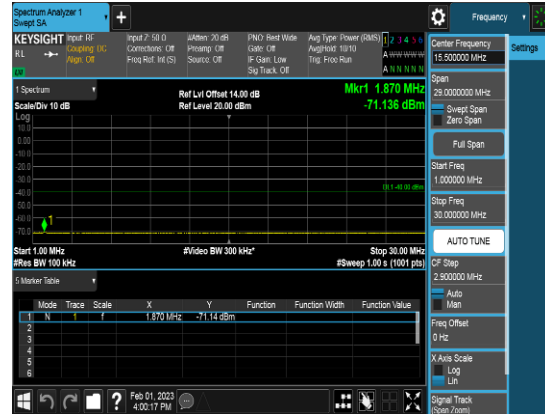 Spectrum Analyzer 1
Swept SA
+
Frequency
KEYSIGHT
RL
Input: RF
Coupling: DC
Align: Off
Input Z: 50 Ω
Corrections: Off
Freq Ref: Int (S)
#Atten: 20 dB
Preamp: Off
Source: Off
PNO: Best Wide
Gate: Off
IF Gain: Low
Sig Track: Off
Avg Type: Power (RMS)
Avg|Hold: 10/10
Trig: Free Run
1 2 3 4 5 6
A W W W W W
A N N N N N
1 Spectrum
Scale/Div 10 dB
Ref Lvl Offset 14.00 dB
Ref Level 20.00 dBm
Mkr1 1.870 MHz
-71.136 dBm
Log
10.0
0.00
-10.0
-20.0
-30.0
-40.0
-50.0
-60.0
-70.0
DL1 -40.00 dBm
1
Start 1.00 MHz
#Res BW 100 kHz
#Video BW 300 kHz*
Stop 30.00 MHz
#Sweep 1.00 s (1001 pts)
5 Marker Table
Mode Trace Scale X Y Function Function Width Function Value
1 N 1 f 1.870 MHz -71.14 dBm
2
3
4
5
6
Feb 01, 2023
4:00:17 PM
Center Frequency
15.500000 MHz
Settings
Span
29.0000000 MHz
Swept Span
Zero Span
Full Span
Start Freq
1.000000 MHz
Stop Freq
30.000000 MHz
AUTO TUNE
CF Step
2.900000 MHz
Auto
Man
Freq Offset
0 Hz
X Axis Scale
Log
Lin
Signal Track
(Span Zoom)